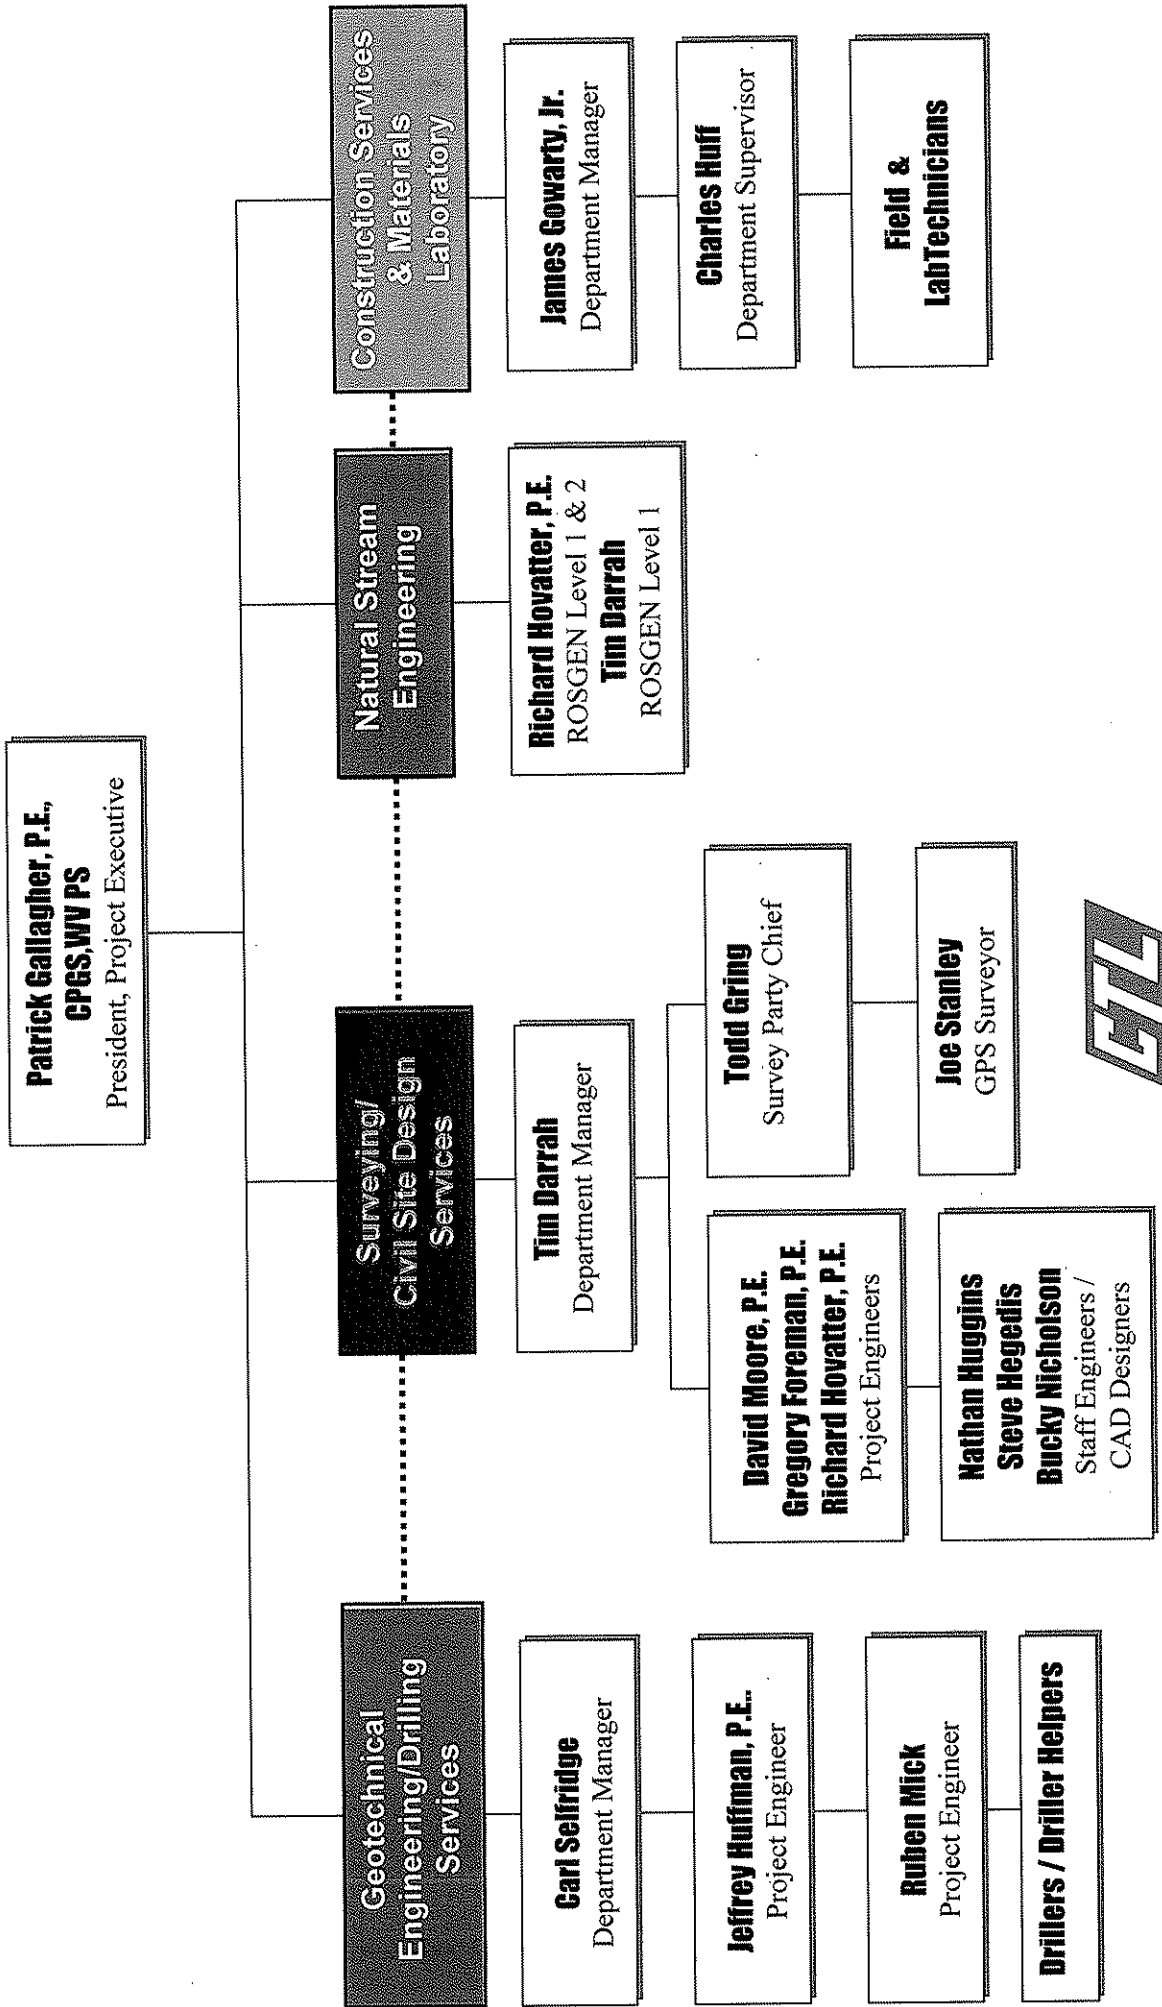 Patrick Gallagher, P.E.,
CPGS,WV PS
President, Project Executive
Geotechnical
Engineering/Drilling
Services
Carl Selfridge
Department Manager
Jeffrey Huffman, P.E..
Project Engineer
Ruben Mick
Project Engineer
Drillers / Driller Helpers
Surveying/
Civil Site Design
Services
Tim Darrah
Department Manager
David Moore, P.E.
Gregory Foreman, P.E.
Richard Hovatter, P.E.
Project Engineers
Nathan Huggins
Steve Hegedis
Bucky Nicholson
Staff Engineers /
CAD Designers
Todd Gring
Survey Party Chief
Joe Stanley
GPS Surveyor
Natural Stream
Engineering
Richard Hovatter, P.E.
ROSGEN Level 1 & 2
Tim Darrah
ROSGEN Level 1
Construction Services
& Materials
Laboratory
James Gowarty, Jr.
Department Manager
Charles Huff
Department Supervisor
Field &
LabTechnicians
CTL